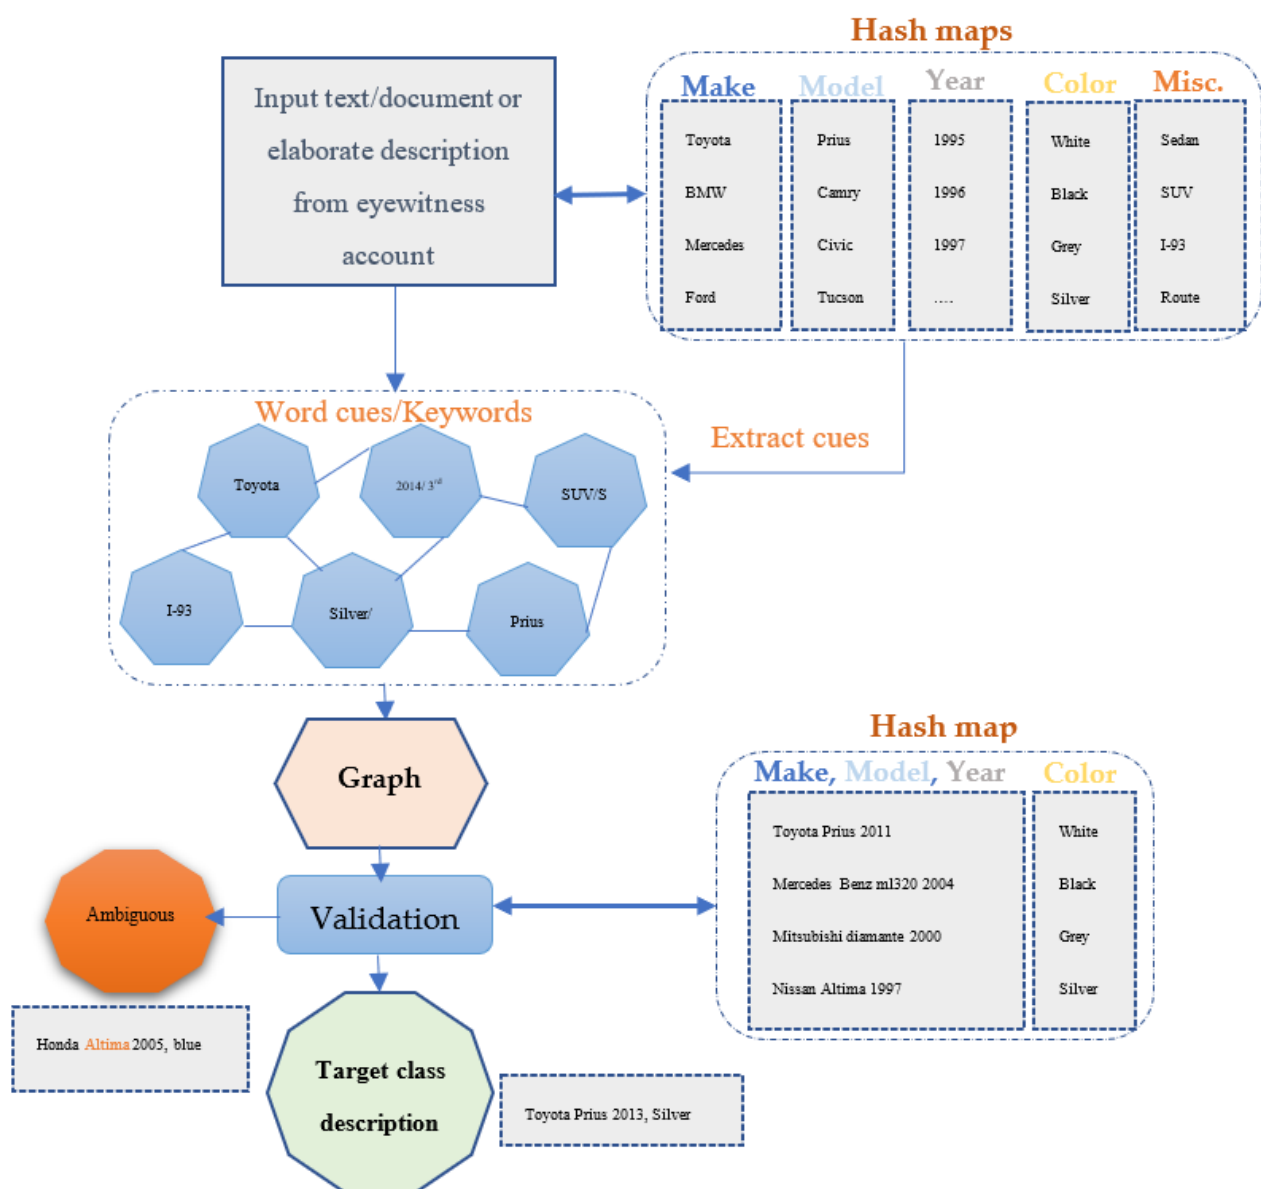 Hash maps
Input text/document or
elaborate description
from eyewitness
account
Make Model Year Color Misc.
Toyota Prius 1995 White Sedan
BMW Camry 1996 Black SUV
Mercedes Civic 1997 Grey I-93
Ford Tucson .... Silver Route
Word cues/Keywords
Extract cues
Toyota 2014/ 3rd SUV/S
I-93 Silver/ Prius
Graph
Hash map
Make, Model, Year Color
Toyota Prius 2011 White
Mercedes Benz ml320 2004 Black
Mitsubishi diamante 2000 Grey
Nissan Altima 1997 Silver
Ambiguous
Validation
Honda Altima 2005, blue
Target class
description
Toyota Prius 2013, Silver